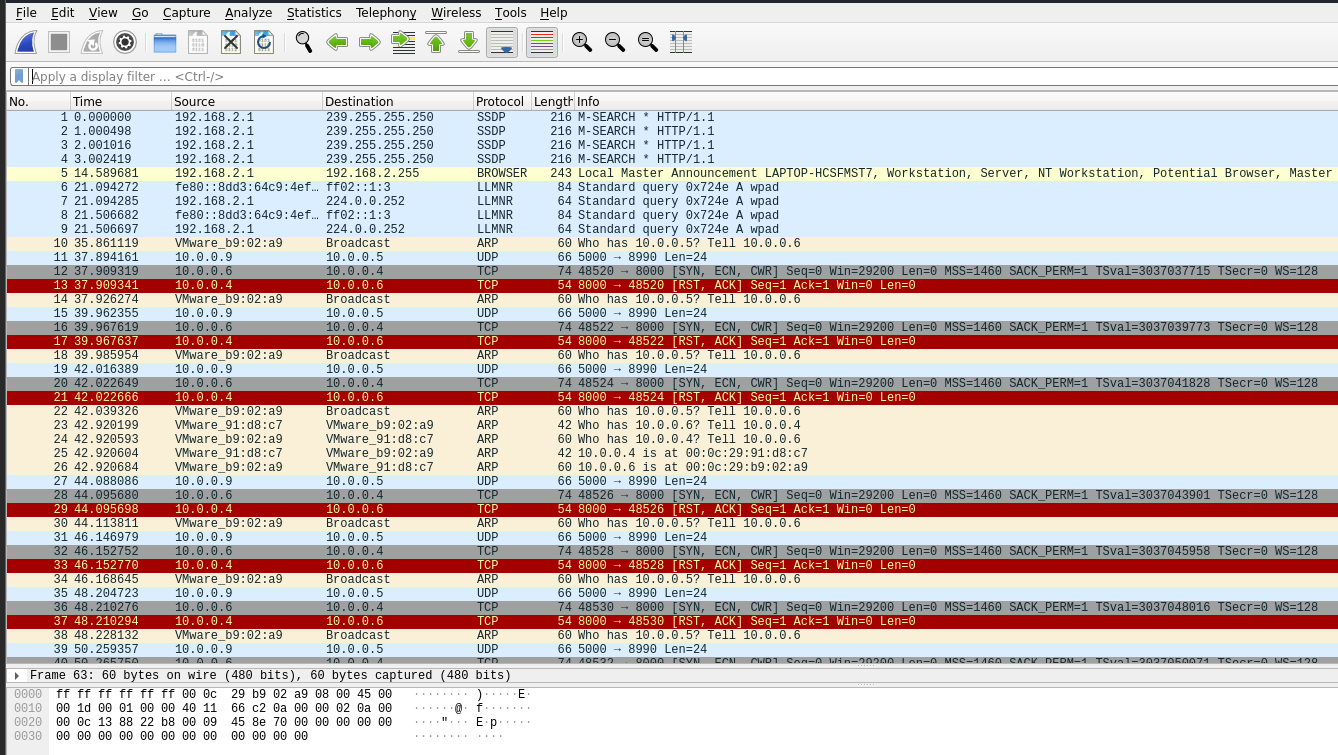 File Edit View Go Capture Analyze Statistics Telephony Wireless Tools Help
Apply a display filter ... <Ctrl-/>
No. Time Source Destination Protocol Length Info
1 0.000000 192.168.2.1 239.255.255.250 SSDP 216 M-SEARCH * HTTP/1.1
2 1.000498 192.168.2.1 239.255.255.250 SSDP 216 M-SEARCH * HTTP/1.1
3 2.001016 192.168.2.1 239.255.255.250 SSDP 216 M-SEARCH * HTTP/1.1
4 3.002419 192.168.2.1 239.255.255.250 SSDP 216 M-SEARCH * HTTP/1.1
5 14.589681 192.168.2.1 192.168.2.255 BROWSER 243 Local Master Announcement LAPTOP-HCSFMST7, Workstation, Server, NT Workstation, Potential Browser, Master
6 21.094272 fe80::8dd3:64c9:4ef… ff02::1:3 LLMNR 84 Standard query 0x724e A wpad
7 21.094285 192.168.2.1 224.0.0.252 LLMNR 64 Standard query 0x724e A wpad
8 21.506682 fe80::8dd3:64c9:4ef… ff02::1:3 LLMNR 84 Standard query 0x724e A wpad
9 21.506697 192.168.2.1 224.0.0.252 LLMNR 64 Standard query 0x724e A wpad
10 35.861119 VMware_b9:02:a9 Broadcast ARP 60 Who has 10.0.0.5? Tell 10.0.0.6
11 37.894161 10.0.0.9 10.0.0.5 UDP 66 5000 → 8990 Len=24
12 37.909319 10.0.0.6 10.0.0.4 TCP 74 48520 → 8000 [SYN, ECN, CWR] Seq=0 Win=29200 Len=0 MSS=1460 SACK_PERM=1 TSval=3037037715 TSecr=0 WS=128
13 37.909341 10.0.0.4 10.0.0.6 TCP 54 8000 → 48520 [RST, ACK] Seq=1 Ack=1 Win=0 Len=0
14 37.926274 VMware_b9:02:a9 Broadcast ARP 60 Who has 10.0.0.5? Tell 10.0.0.6
15 39.962355 10.0.0.9 10.0.0.5 UDP 66 5000 → 8990 Len=24
16 39.967619 10.0.0.6 10.0.0.4 TCP 74 48522 → 8000 [SYN, ECN, CWR] Seq=0 Win=29200 Len=0 MSS=1460 SACK_PERM=1 TSval=3037039773 TSecr=0 WS=128
17 39.967637 10.0.0.4 10.0.0.6 TCP 54 8000 → 48522 [RST, ACK] Seq=1 Ack=1 Win=0 Len=0
18 39.985954 VMware_b9:02:a9 Broadcast ARP 60 Who has 10.0.0.5? Tell 10.0.0.6
19 42.016389 10.0.0.9 10.0.0.5 UDP 66 5000 → 8990 Len=24
20 42.022649 10.0.0.6 10.0.0.4 TCP 74 48524 → 8000 [SYN, ECN, CWR] Seq=0 Win=29200 Len=0 MSS=1460 SACK_PERM=1 TSval=3037041828 TSecr=0 WS=128
21 42.022666 10.0.0.4 10.0.0.6 TCP 54 8000 → 48524 [RST, ACK] Seq=1 Ack=1 Win=0 Len=0
22 42.039326 VMware_b9:02:a9 Broadcast ARP 60 Who has 10.0.0.5? Tell 10.0.0.6
23 42.920199 VMware_91:d8:c7 VMware_b9:02:a9 ARP 42 Who has 10.0.0.6? Tell 10.0.0.4
24 42.920593 VMware_b9:02:a9 VMware_91:d8:c7 ARP 60 Who has 10.0.0.4? Tell 10.0.0.6
25 42.920604 VMware_91:d8:c7 VMware_b9:02:a9 ARP 42 10.0.0.4 is at 00:0c:29:91:d8:c7
26 42.920684 VMware_b9:02:a9 VMware_91:d8:c7 ARP 60 10.0.0.6 is at 00:0c:29:b9:02:a9
27 44.088086 10.0.0.9 10.0.0.5 UDP 66 5000 → 8990 Len=24
28 44.095680 10.0.0.6 10.0.0.4 TCP 74 48526 → 8000 [SYN, ECN, CWR] Seq=0 Win=29200 Len=0 MSS=1460 SACK_PERM=1 TSval=3037043901 TSecr=0 WS=128
29 44.095698 10.0.0.4 10.0.0.6 TCP 54 8000 → 48526 [RST, ACK] Seq=1 Ack=1 Win=0 Len=0
30 44.113811 VMware_b9:02:a9 Broadcast ARP 60 Who has 10.0.0.5? Tell 10.0.0.6
31 46.146979 10.0.0.9 10.0.0.5 UDP 66 5000 → 8990 Len=24
32 46.152752 10.0.0.6 10.0.0.4 TCP 74 48528 → 8000 [SYN, ECN, CWR] Seq=0 Win=29200 Len=0 MSS=1460 SACK_PERM=1 TSval=3037045958 TSecr=0 WS=128
33 46.152770 10.0.0.4 10.0.0.6 TCP 54 8000 → 48528 [RST, ACK] Seq=1 Ack=1 Win=0 Len=0
34 46.168645 VMware_b9:02:a9 Broadcast ARP 60 Who has 10.0.0.5? Tell 10.0.0.6
35 48.204723 10.0.0.9 10.0.0.5 UDP 66 5000 → 8990 Len=24
36 48.210276 10.0.0.6 10.0.0.4 TCP 74 48530 → 8000 [SYN, ECN, CWR] Seq=0 Win=29200 Len=0 MSS=1460 SACK_PERM=1 TSval=3037048016 TSecr=0 WS=128
37 48.210294 10.0.0.4 10.0.0.6 TCP 54 8000 → 48530 [RST, ACK] Seq=1 Ack=1 Win=0 Len=0
38 48.228132 VMware_b9:02:a9 Broadcast ARP 60 Who has 10.0.0.5? Tell 10.0.0.6
39 50.259357 10.0.0.9 10.0.0.5 UDP 66 5000 → 8990 Len=24
40 50.265750 10.0.0.6 10.0.0.4 TCP 74 48532 → 8000 [SYN, ECN, CWR] Seq=0 Win=29200 Len=0 MSS=1460 SACK_PERM=1 TSval=3037050071 TSecr=0 WS=128
Frame 63: 60 bytes on wire (480 bits), 60 bytes captured (480 bits)
0000 ff ff ff ff ff ff 00 0c 29 b9 02 a9 08 00 45 00 ········ )·····E·
0010 00 1d 00 01 00 00 40 11 66 c2 0a 00 00 02 0a 00 ······@· f·······
0020 00 0c 13 88 22 b8 00 09 45 8e 70 00 00 00 00 00 ····"··· E·p·····
0030 00 00 00 00 00 00 00 00 00 00 00 00 ········ ····